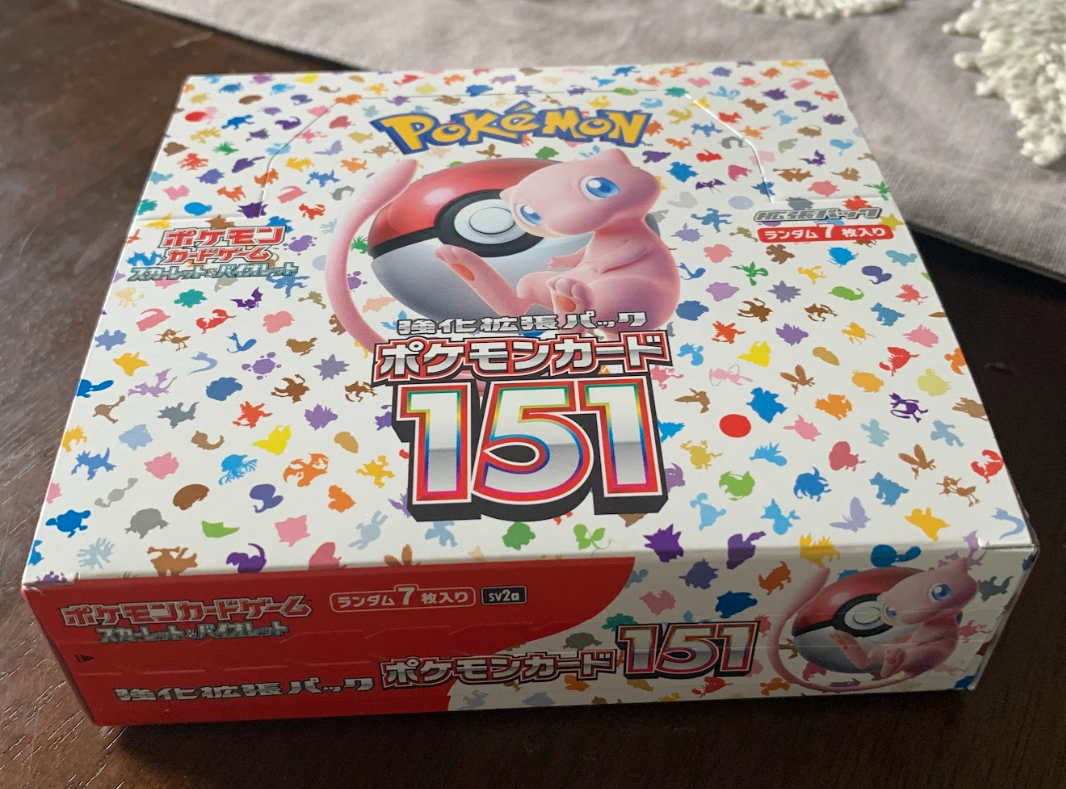 POKéMON
ポケモン
カードゲーム
スカーレット&バイオレット
拡張パック
ランダム7枚入り
強化拡張パック
ポケモンカード
151
ポケモンカードゲーム
スカーレット&バイオレット
ランダム7枚入り sv2a
強化拡張パック ポケモンカード 151